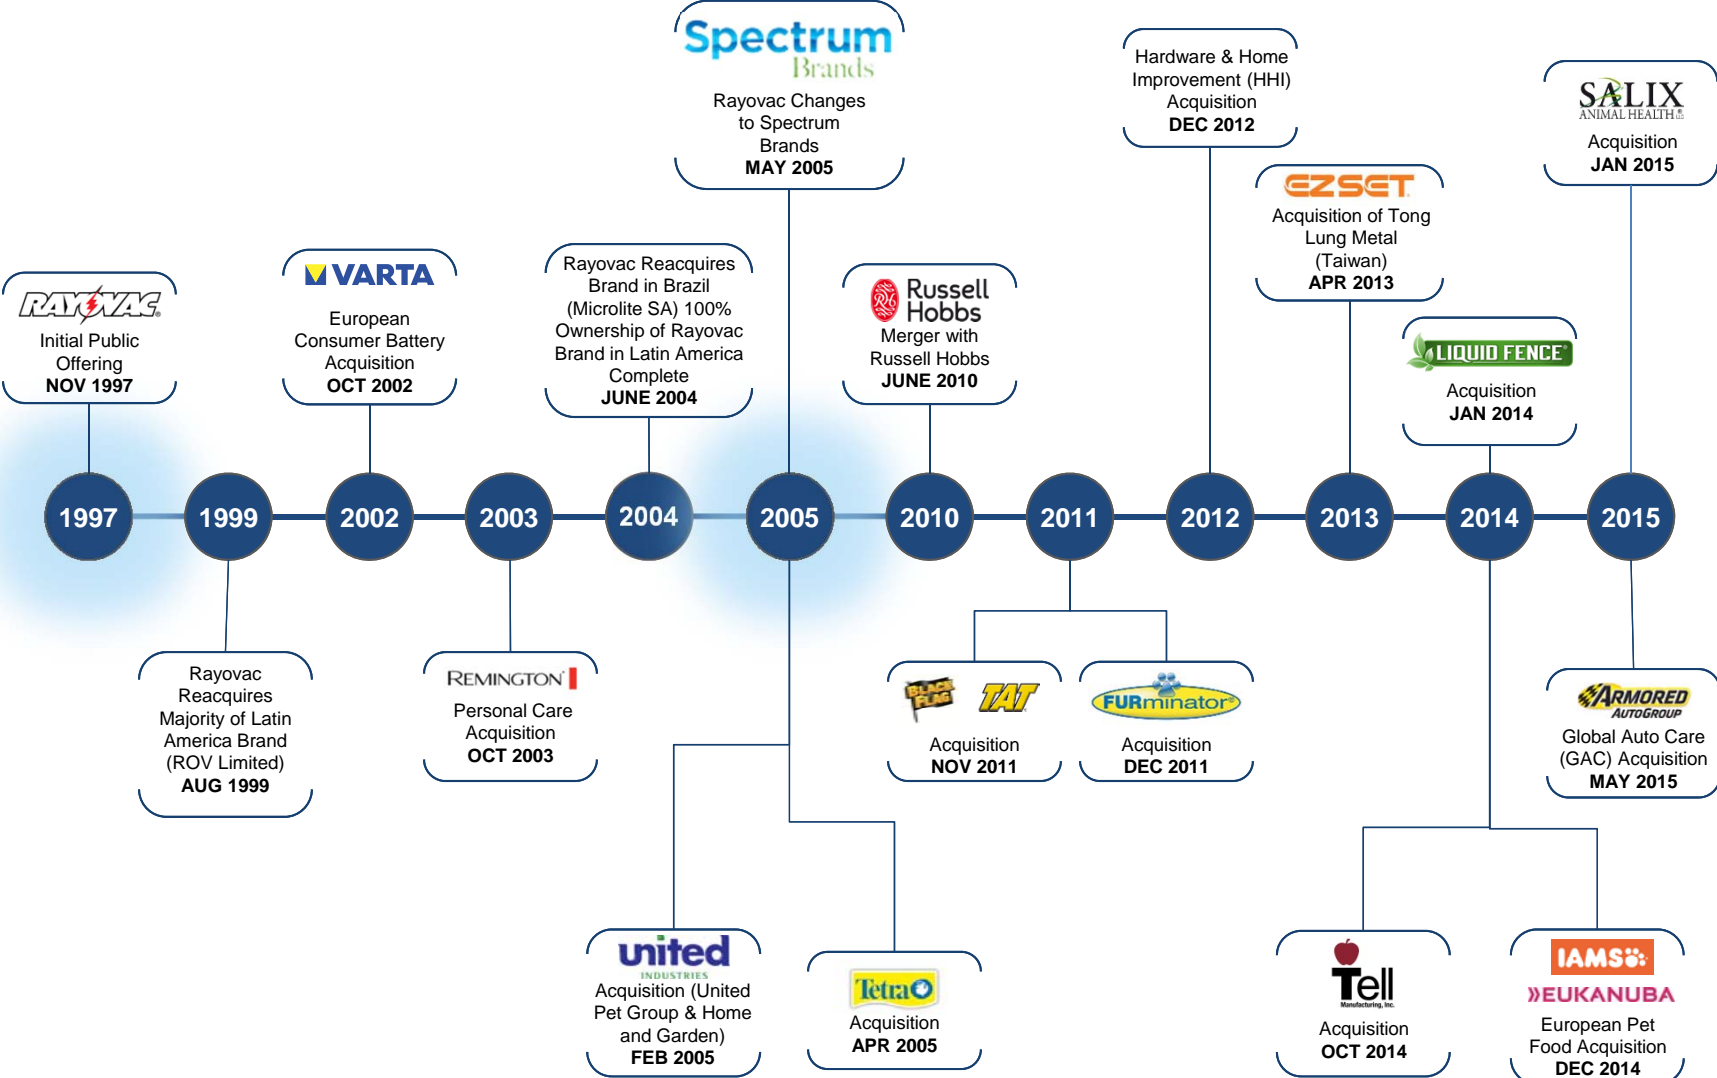 Spectrum
Brands
Rayovac Changes
to Spectrum
Brands
MAY 2005
Hardware & Home
Improvement (HHI)
Acquisition
DEC 2012
SALIX
ANIMAL HEALTH
Acquisition
JAN 2015
EZSET
Acquisition of Tong
Lung Metal
(Taiwan)
APR 2013
RAYOVAC
Initial Public
Offering
NOV 1997
VARTA
European
Consumer Battery
Acquisition
OCT 2002
Rayovac Reacquires
Brand in Brazil
(Microlite SA) 100%
Ownership of Rayovac
Brand in Latin America
Complete
JUNE 2004
RH
Russell
Hobbs
Merger with
Russell Hobbs
JUNE 2010
LIQUID FENCE
Acquisition
JAN 2014
1997
1999
2002
2003
2004
2005
2010
2011
2012
2013
2014
2015
Rayovac
Reacquires
Majority of Latin
America Brand
(ROV Limited)
AUG 1999
REMINGTON
Personal Care
Acquisition
OCT 2003
BLACK
FLAG
TAT
Acquisition
NOV 2011
FURminator
Acquisition
DEC 2011
ARMORED
AUTOGROUP
Global Auto Care
(GAC) Acquisition
MAY 2015
united
INDUSTRIES
Acquisition (United
Pet Group & Home
and Garden)
FEB 2005
Tetra
Acquisition
APR 2005
Tell
Manufacturing, Inc.
Acquisition
OCT 2014
IAMS
»EUKANUBA
European Pet
Food Acquisition
DEC 2014